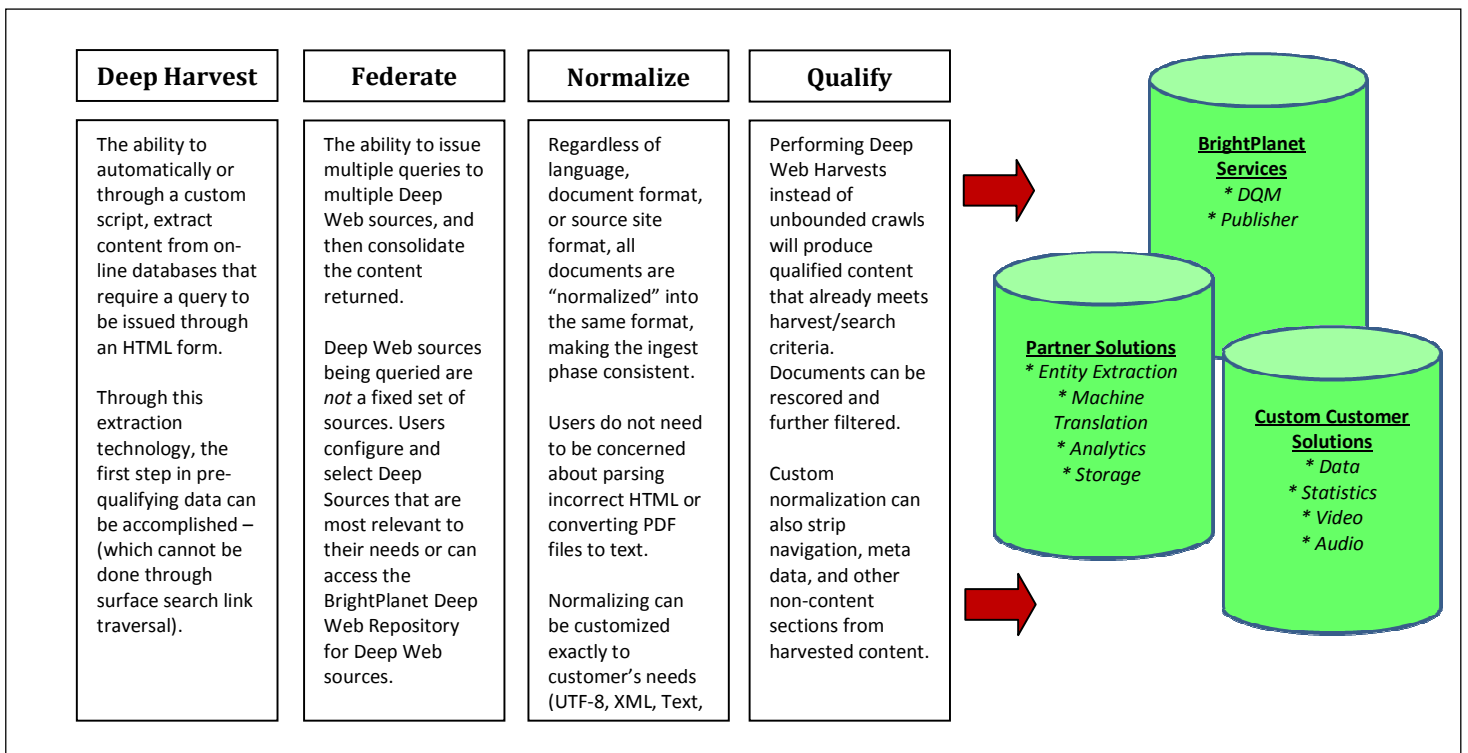 Deep Harvest
The ability to
automatically or
through a custom
script, extract
content from on-
line databases that
require a query to
be issued through
an HTML form.
Through this
extraction
technology, the
first step in pre-
qualifying data can
be accomplished –
(which cannot be
done through
surface search link
traversal).
Federate
The ability to issue
multiple queries to
multiple Deep
Web sources, and
then consolidate
the content
returned.
Deep Web sources
being queried are
not a fixed set of
sources. Users
configure and
select Deep
Sources that are
most relevant to
their needs or can
access the
BrightPlanet Deep
Web Repository
for Deep Web
sources.
Normalize
Regardless of
language,
document format,
or source site
format, all
documents are
“normalized” into
the same format,
making the ingest
phase consistent.
Users do not need
to be concerned
about parsing
incorrect HTML or
converting PDF
files to text.
Normalizing can
be customized
exactly to
customer’s needs
(UTF-8, XML, Text,
Qualify
Performing Deep
Web Harvests
instead of
unbounded crawls
will produce
qualified content
that already meets
harvest/search
criteria.
Documents can be
rescored and
further filtered.
Custom
normalization can
also strip
navigation, meta
data, and other
non-content
sections from
harvested content.
BrightPlanet
Services
* DQM
* Publisher
Partner Solutions
* Entity Extraction
* Machine
Translation
* Analytics
* Storage
Custom Customer
Solutions
* Data
* Statistics
* Video
* Audio